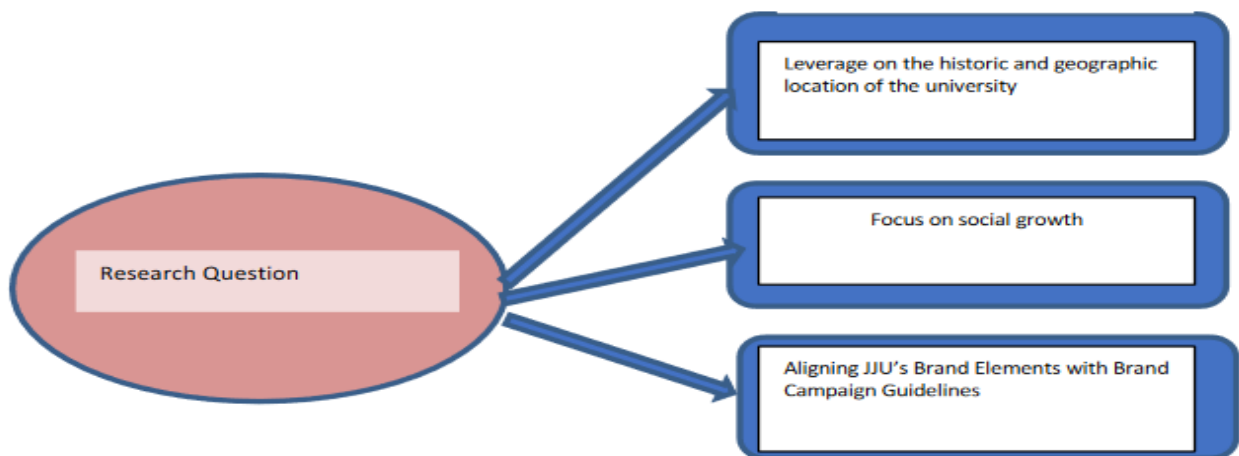 Leverage on the historic and geographic
location of the university
Focus on social growth
Research Question
Aligning JJU’s Brand Elements with Brand
Campaign Guidelines